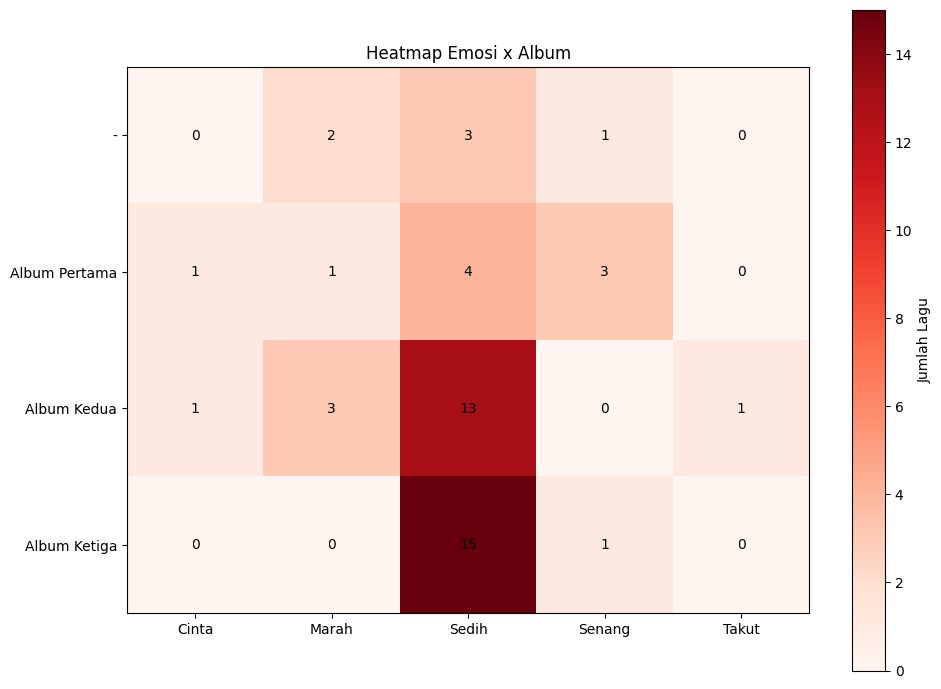 Heatmap Emosi x Album
- 0 2 3 1 0
Album Pertama 1 1 4 3 0
Album Kedua 1 3 13 0 1
Album Ketiga 0 0 15 1 0
Cinta Marah Sedih Senang Takut
14
12
10
8
6
4
2
0
Jumlah Lagu